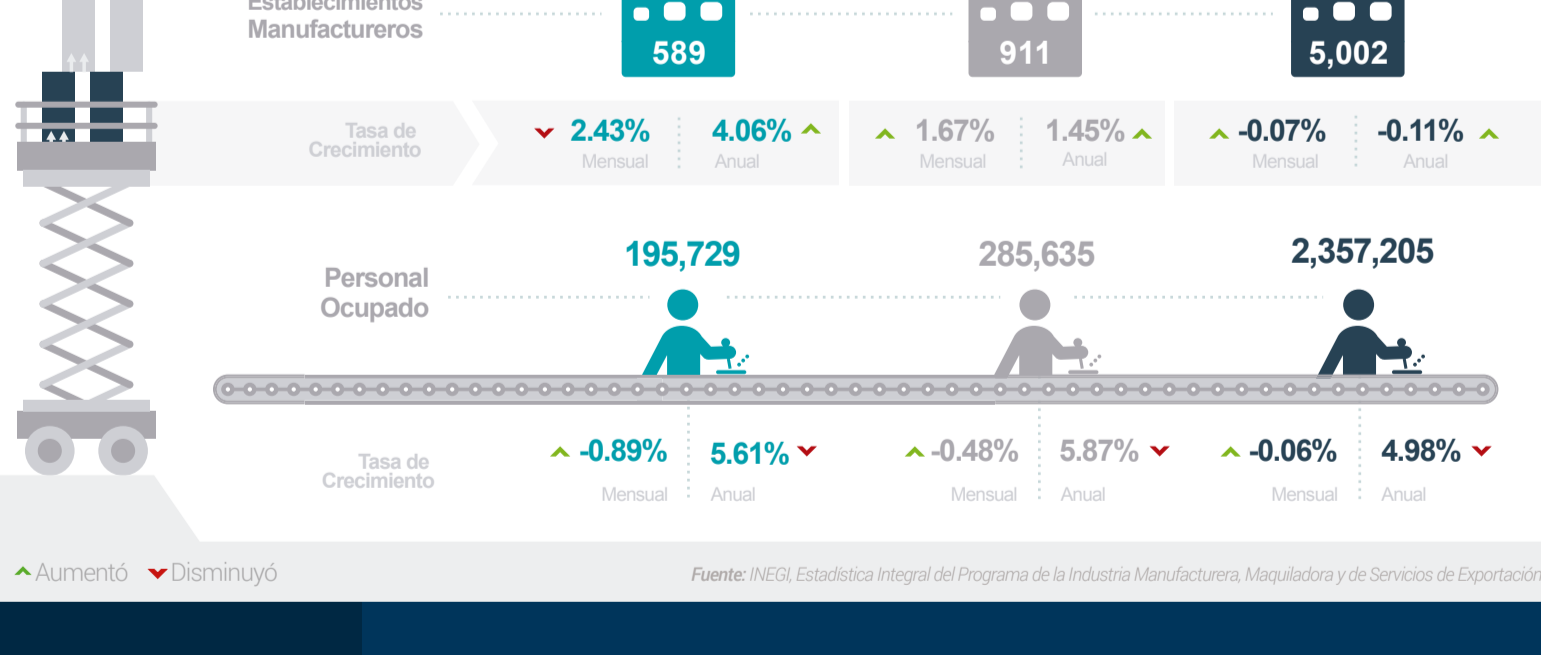 Establecimientos
Manufactureros
589
911
5,002
Tasa de
Crecimiento
2.43%
Mensual
4.06%
Anual
1.67%
Mensual
1.45%
Anual
-0.07%
Mensual
-0.11%
Anual
Personal
Ocupado
195,729
285,635
2,357,205
Tasa de
Crecimiento
-0.89%
Mensual
5.61%
Anual
-0.48%
Mensual
5.87%
Anual
-0.06%
Mensual
4.98%
Anual
Aumentó
Disminuyó
Fuente: INEGI, Estadística Integral del Programa de la Industria Manufacturera, Maquiladora y de Servicios de Exportación